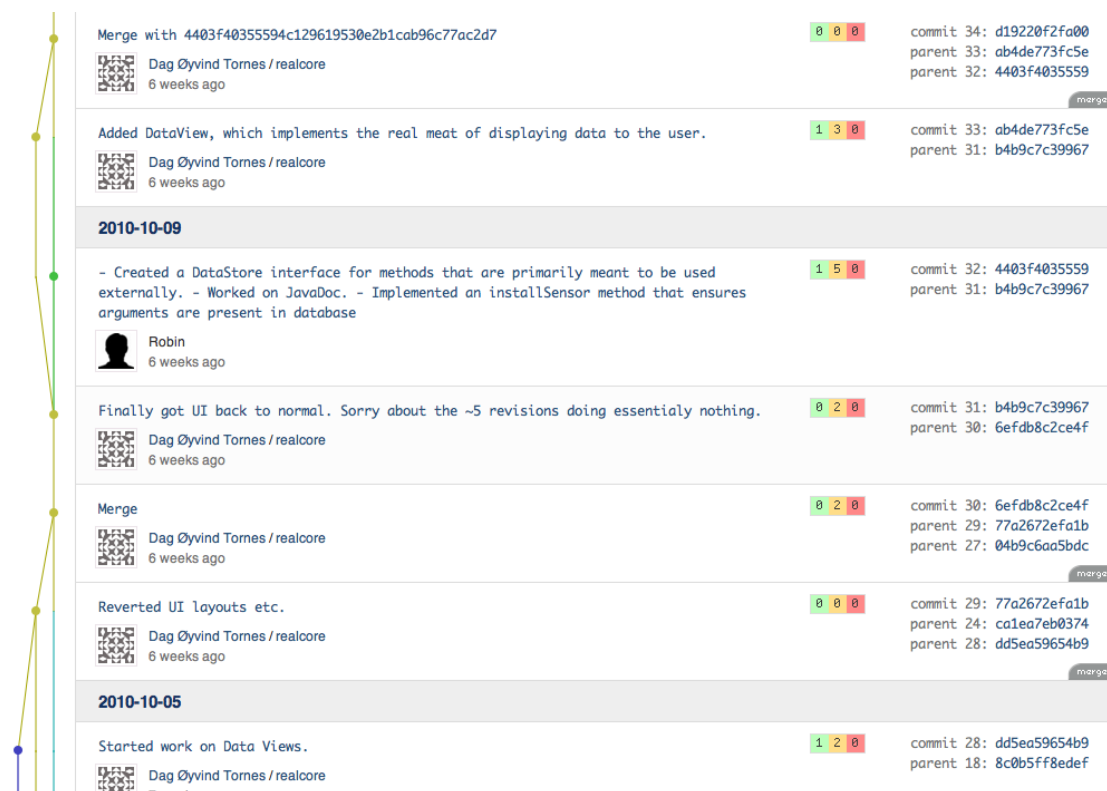 Merge with 4403f40355594c129619530e2b1cab96c77ac2d7
0 0 0
commit 34: d19220f2fa00
Dag Øyvind Tornes / realcore
parent 33: ab4de773fc5e
6 weeks ago
parent 32: 4403f4035559
merge
Added DataView, which implements the real meat of displaying data to the user.
1 3 0
commit 33: ab4de773fc5e
Dag Øyvind Tornes / realcore
parent 31: b4b9c7c39967
6 weeks ago
2010-10-09
- Created a DataStore interface for methods that are primarily meant to be used
externally. - Worked on JavaDoc. - Implemented an installSensor method that ensures
arguments are present in database
1 5 0
commit 32: 4403f4035559
parent 31: b4b9c7c39967
Robin
6 weeks ago
Finally got UI back to normal. Sorry about the ~5 revisions doing essentialy nothing.
0 2 0
commit 31: b4b9c7c39967
parent 30: 6efdb8c2ce4f
Dag Øyvind Tornes / realcore
6 weeks ago
Merge
0 2 0
commit 30: 6efdb8c2ce4f
parent 29: 77a2672efa1b
parent 27: 04b9c6aa5bdc
Dag Øyvind Tornes / realcore
6 weeks ago
merge
Reverted UI layouts etc.
0 0 0
commit 29: 77a2672efa1b
parent 24: ca1ea7eb0374
parent 28: dd5ea59654b9
Dag Øyvind Tornes / realcore
6 weeks ago
merge
2010-10-05
Started work on Data Views.
1 2 0
commit 28: dd5ea59654b9
parent 18: 8c0b5ff8edef
Dag Øyvind Tornes / realcore